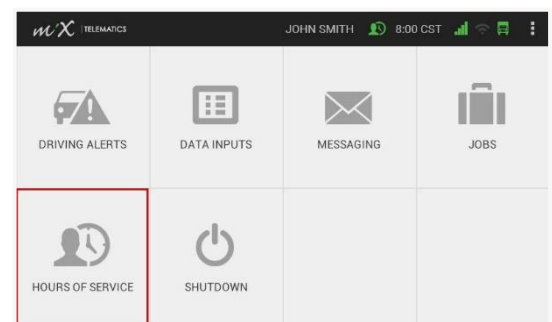 mix TELEMATICS JOHN SMITH 8:00 CST
DRIVING ALERTS DATA INPUTS MESSAGING JOBS
HOURS OF SERVICE SHUTDOWN